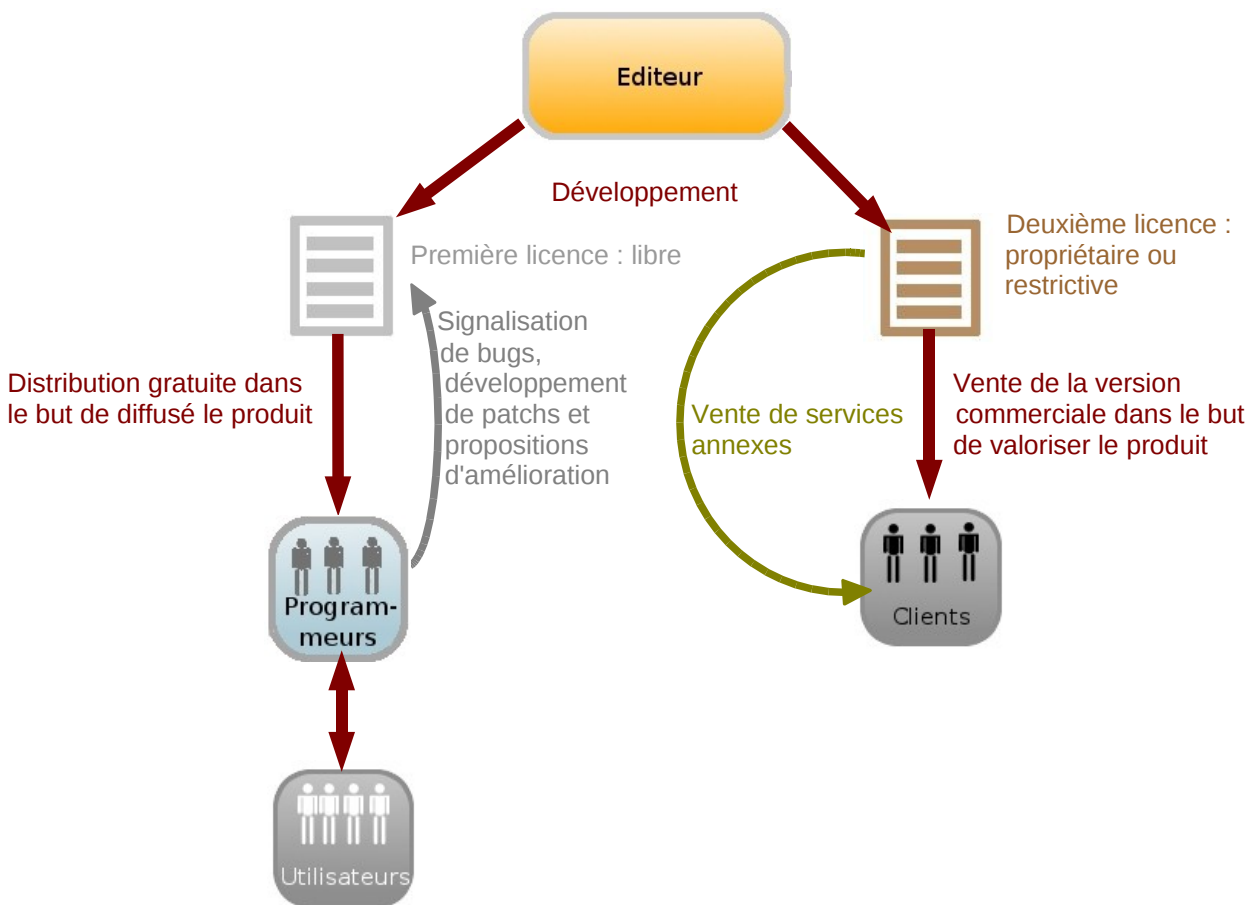 Editeur
Développement
Première licence : libre
Deuxième licence :
propriétaire ou
restrictive
Signalisation
de bugs,
développement
de patchs et
propositions
d'amélioration
Distribution gratuite dans
le but de diffusé le produit
Vente de services
annexes
Vente de la version
commerciale dans le but
de valoriser le produit
Program-
meurs
Clients
Utilisateurs